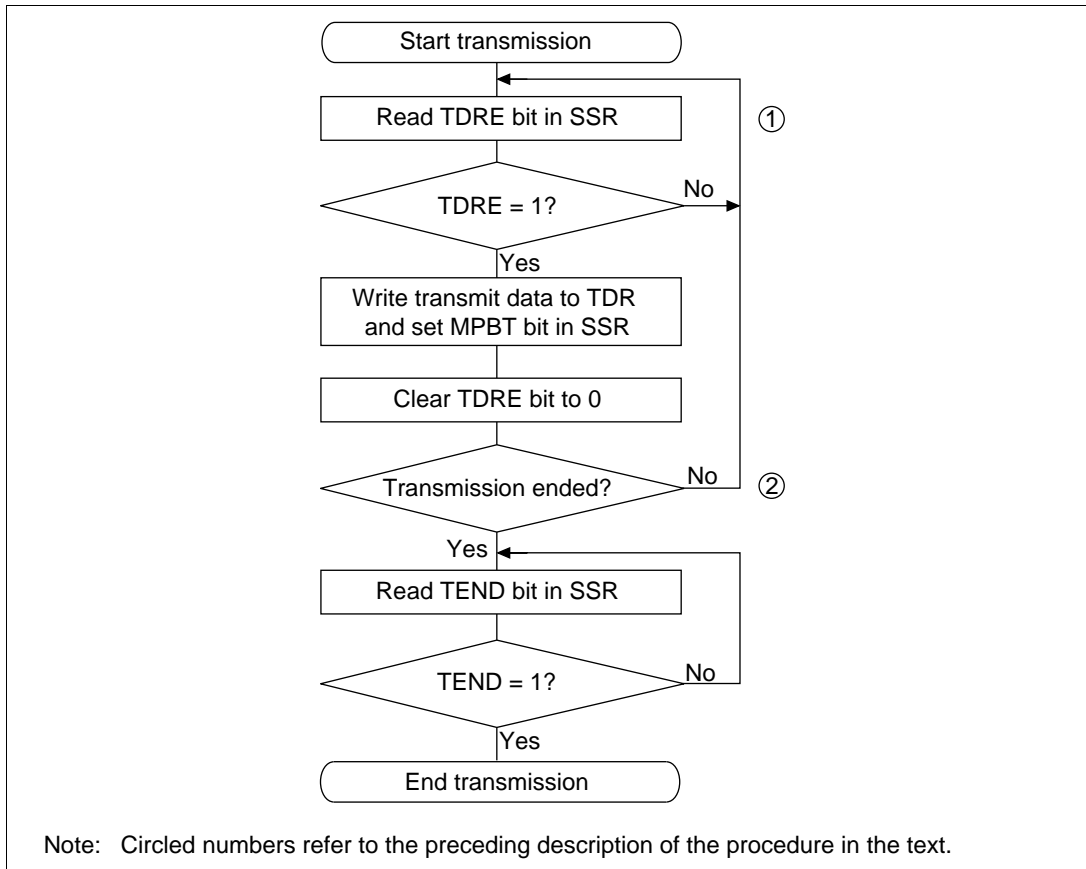 Start transmission
Read TDRE bit in SSR
①
TDRE = 1?
No
Yes
Write transmit data to TDR
and set MPBT bit in SSR
Clear TDRE bit to 0
Transmission ended?
No
②
Yes
Read TEND bit in SSR
TEND = 1?
No
Yes
End transmission
Note: Circled numbers refer to the preceding description of the procedure in the text.